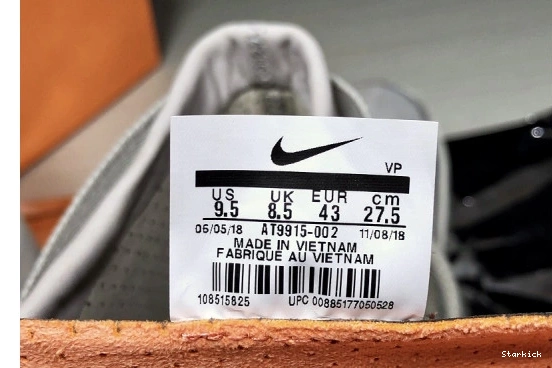 VP
US UK EUR cm
9.5 8.5 43 27.5
06/05/18 AT9915-002 11/08/18
MADE IN VIETNAM
FABRIQUE AU VIETNAM
108515825 UPC 00885177050528
Starkick